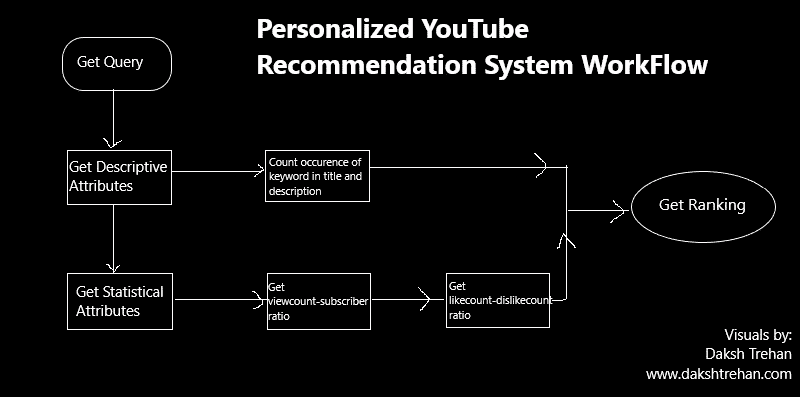 Personalized YouTube
Recommendation System WorkFlow
Get Query
Get Descriptive
Attributes
Count occurence of
keyword in title and
description
Get Ranking
Get Statistical
Attributes
Get
viewcount-subscriber
ratio
Get
likecount-dislikecount
ratio
Visuals by:
Daksh Trehan
www.dakshtrehan.com